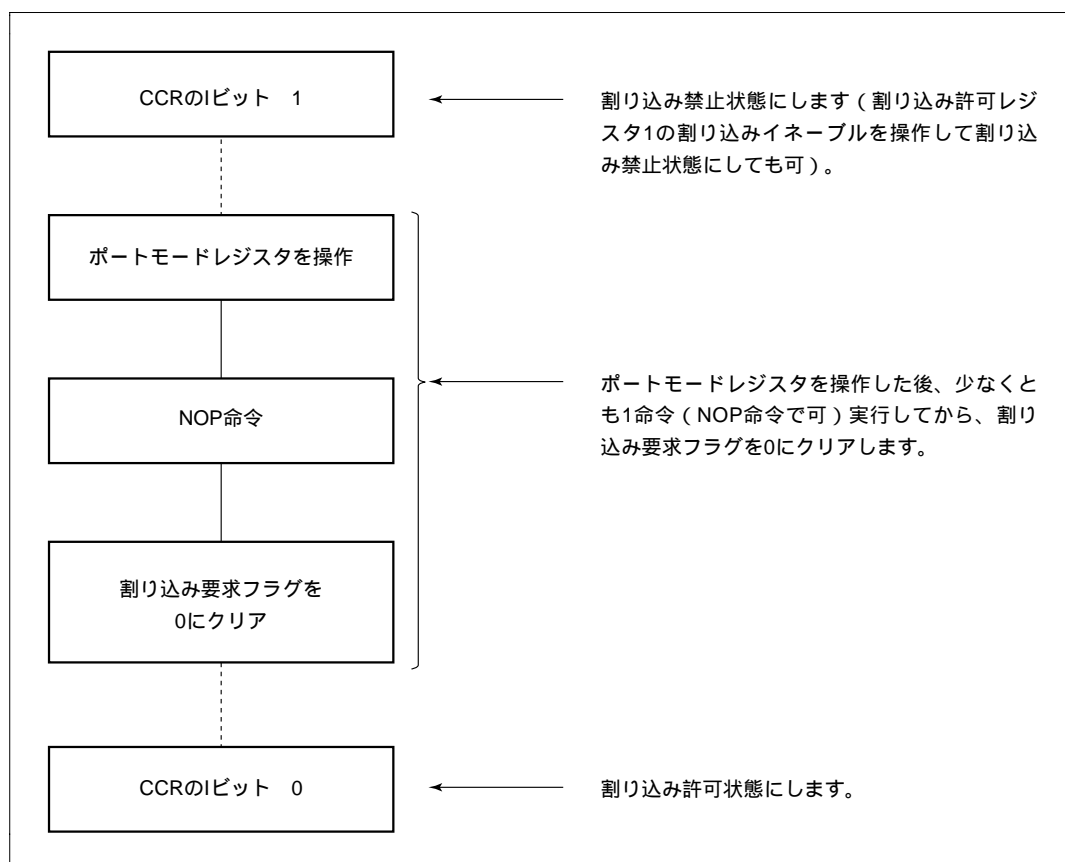 CCRのIビット　1
割り込み禁止状態にします（割り込み許可レジ
スタ1の割り込みイネーブルを操作して割り込
み禁止状態にしても可）。
ポートモードレジスタを操作
NOP命令
ポートモードレジスタを操作した後、少なくと
も1命令（NOP命令で可）実行してから、割り
込み要求フラグを0にクリアします。
割り込み要求フラグを
0にクリア
CCRのIビット　0
割り込み許可状態にします。